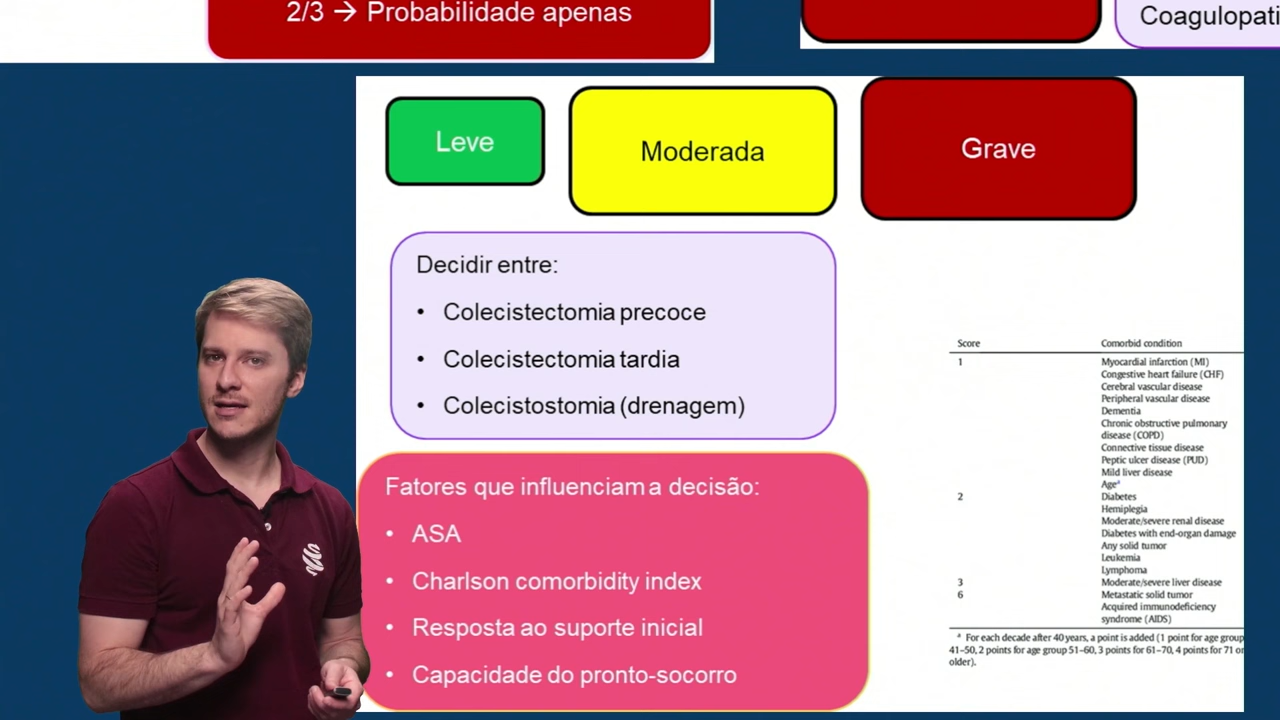 2/3 → Probabilidade apenas
Leve
Moderada
Grave
Decidir entre:
• Colecistectomia precoce
• Colecistectomia tardia
• Colecistostomia (drenagem)
Fatores que influenciam a decisão:
• ASA
• Charlson comorbidity index
• Resposta ao suporte inicial
• Capacidade do pronto-socorro
Score Comorbid condition
1 Myocardial infarction (MI)
Congestive heart failure (CHF)
Cerebral vascular disease
Peripheral vascular disease
Dementia
Chronic obstructive pulmonary
disease (COPD)
Connective tissue disease
Peptic ulcer disease (PUD)
Mild liver disease
Ageᵃ
2 Diabetes
Hemiplegia
Moderate/severe renal disease
Diabetes with end-organ damage
Any solid tumor
Leukemia
Lymphoma
3 Moderate/severe liver disease
6 Metastatic solid tumor
Acquired immunodeficiency
syndrome (AIDS)
ᵃ For each decade after 40 years, a point is added (1 point for age group
41–50, 2 points for age group 51–60, 3 points for 61–70, 4 points for 71 or
older).